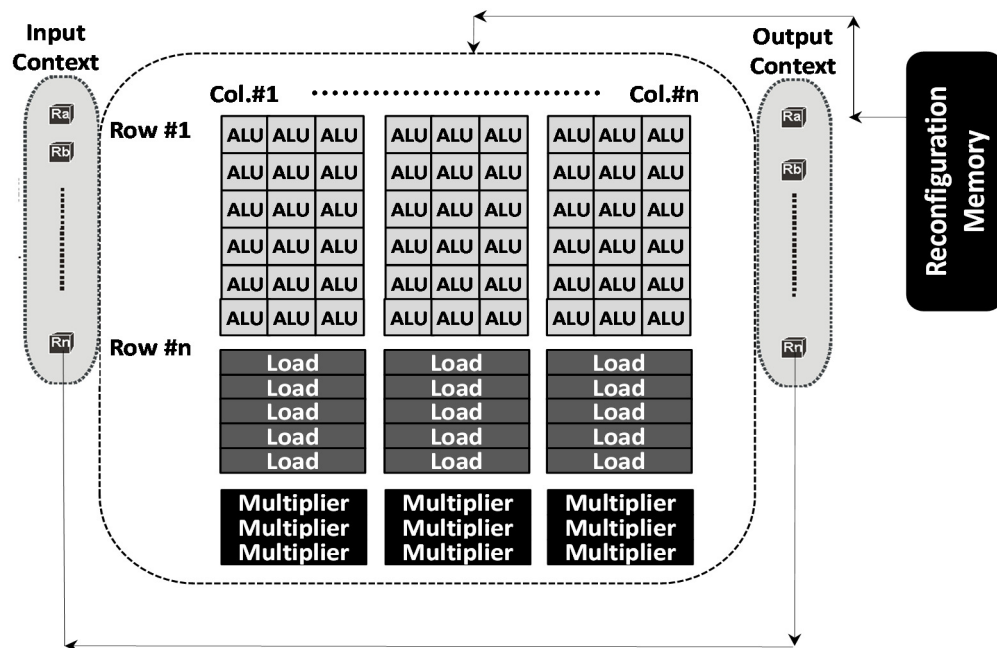 Input
Context
Output
Context
Reconfiguration
Memory
Col.#1 Col.#n
Ra
Rb
Rn
Ra
Rb
Rn
Row #1
Row #n
ALU ALU ALU ALU ALU ALU ALU ALU ALU
ALU ALU ALU ALU ALU ALU ALU ALU ALU
ALU ALU ALU ALU ALU ALU ALU ALU ALU
ALU ALU ALU ALU ALU ALU ALU ALU ALU
ALU ALU ALU ALU ALU ALU ALU ALU ALU
ALU ALU ALU ALU ALU ALU ALU ALU ALU
Load Load Load
Load Load Load
Load Load Load
Load Load Load
Load Load Load
Multiplier Multiplier Multiplier
Multiplier Multiplier Multiplier
Multiplier Multiplier Multiplier